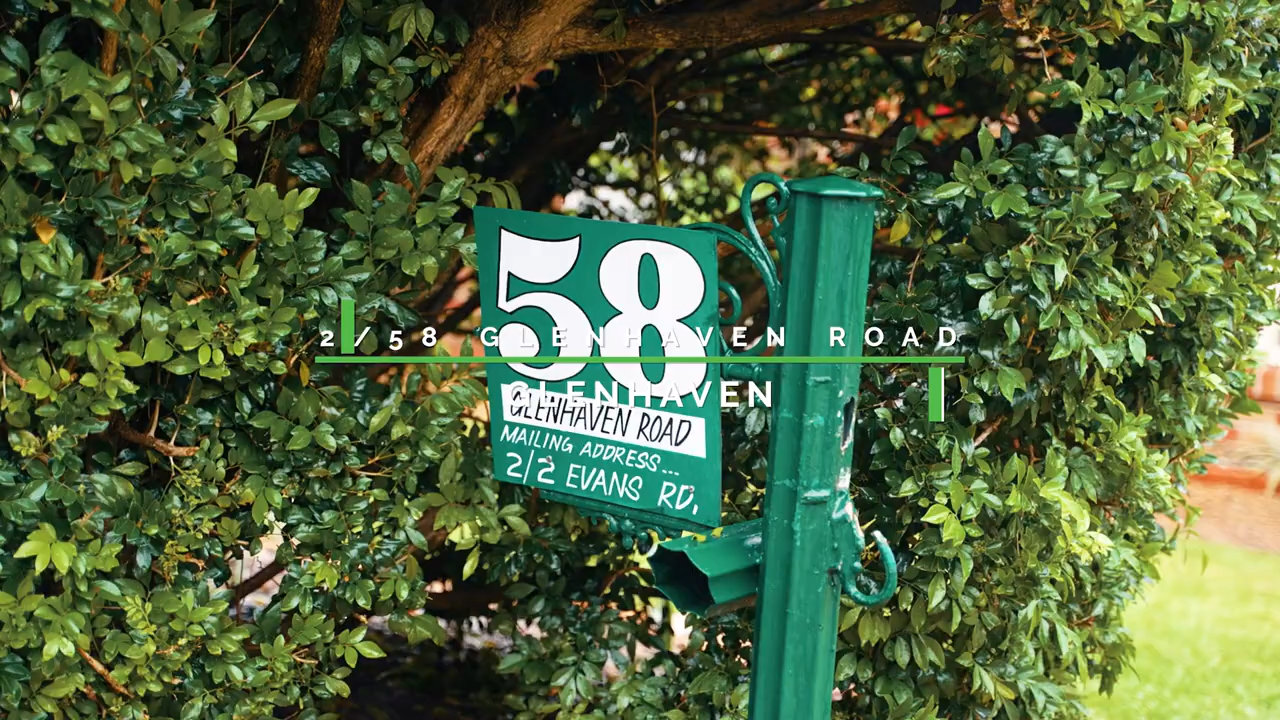 58
2/58 GLENHAVEN ROAD
GLENHAVEN
GLENHAVEN ROAD
MAILING ADDRESS...
2/2 EVANS RD.